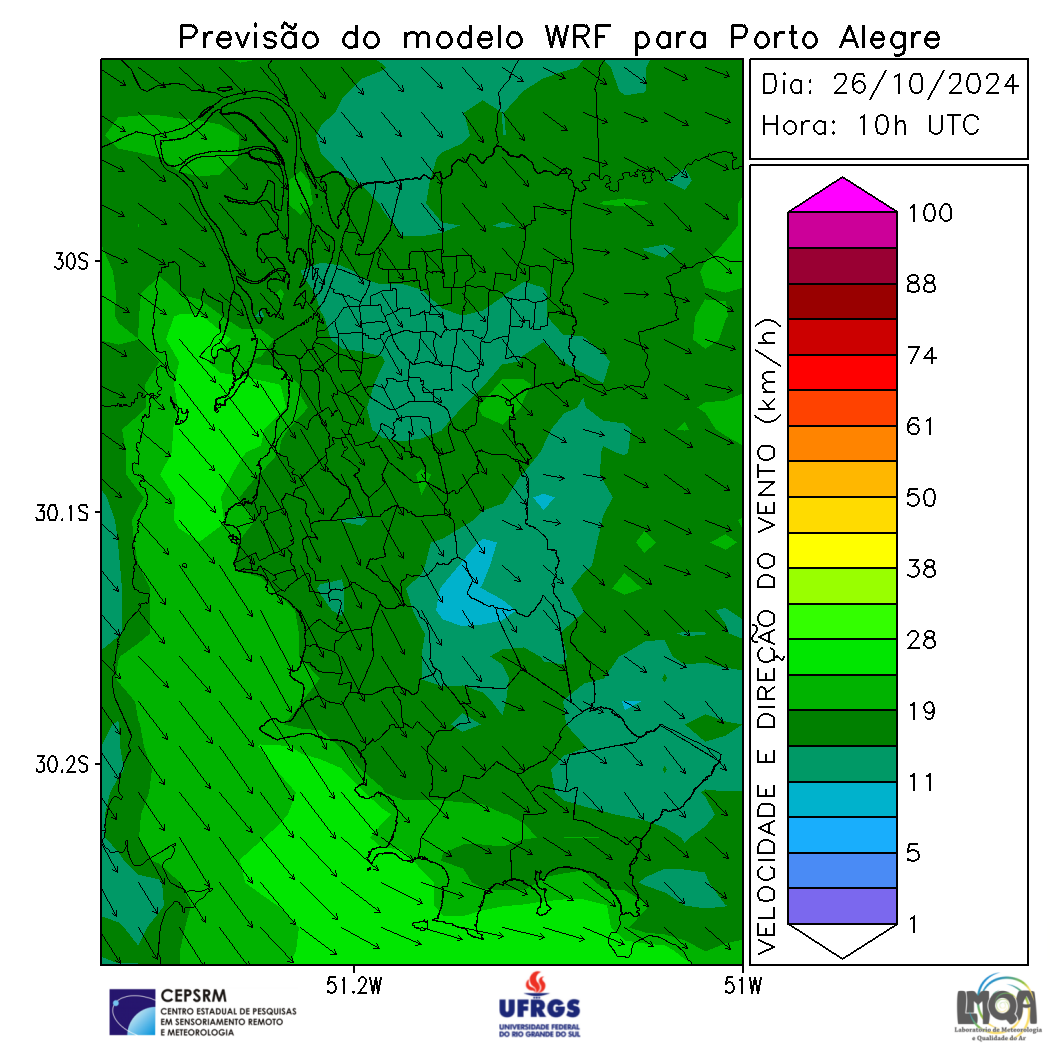 Previsão do modelo WRF para Porto Alegre
Dia: 26/10/2024
Hora: 10h UTC
30S
30.1S
30.2S
51.2W
51W
VELOCIDADE E DIREÇÃO DO VENTO (km/h)
100
88
74
61
50
38
28
19
11
5
1
CEPSRM
CENTRO ESTADUAL DE PESQUISAS
EM SENSORIAMENTO REMOTO
E METEOROLOGIA
UFRGS
UNIVERSIDADE FEDERAL
DO RIO GRANDE DO SUL
LMQA
Laboratório de Meteorologia
e Qualidade do Ar